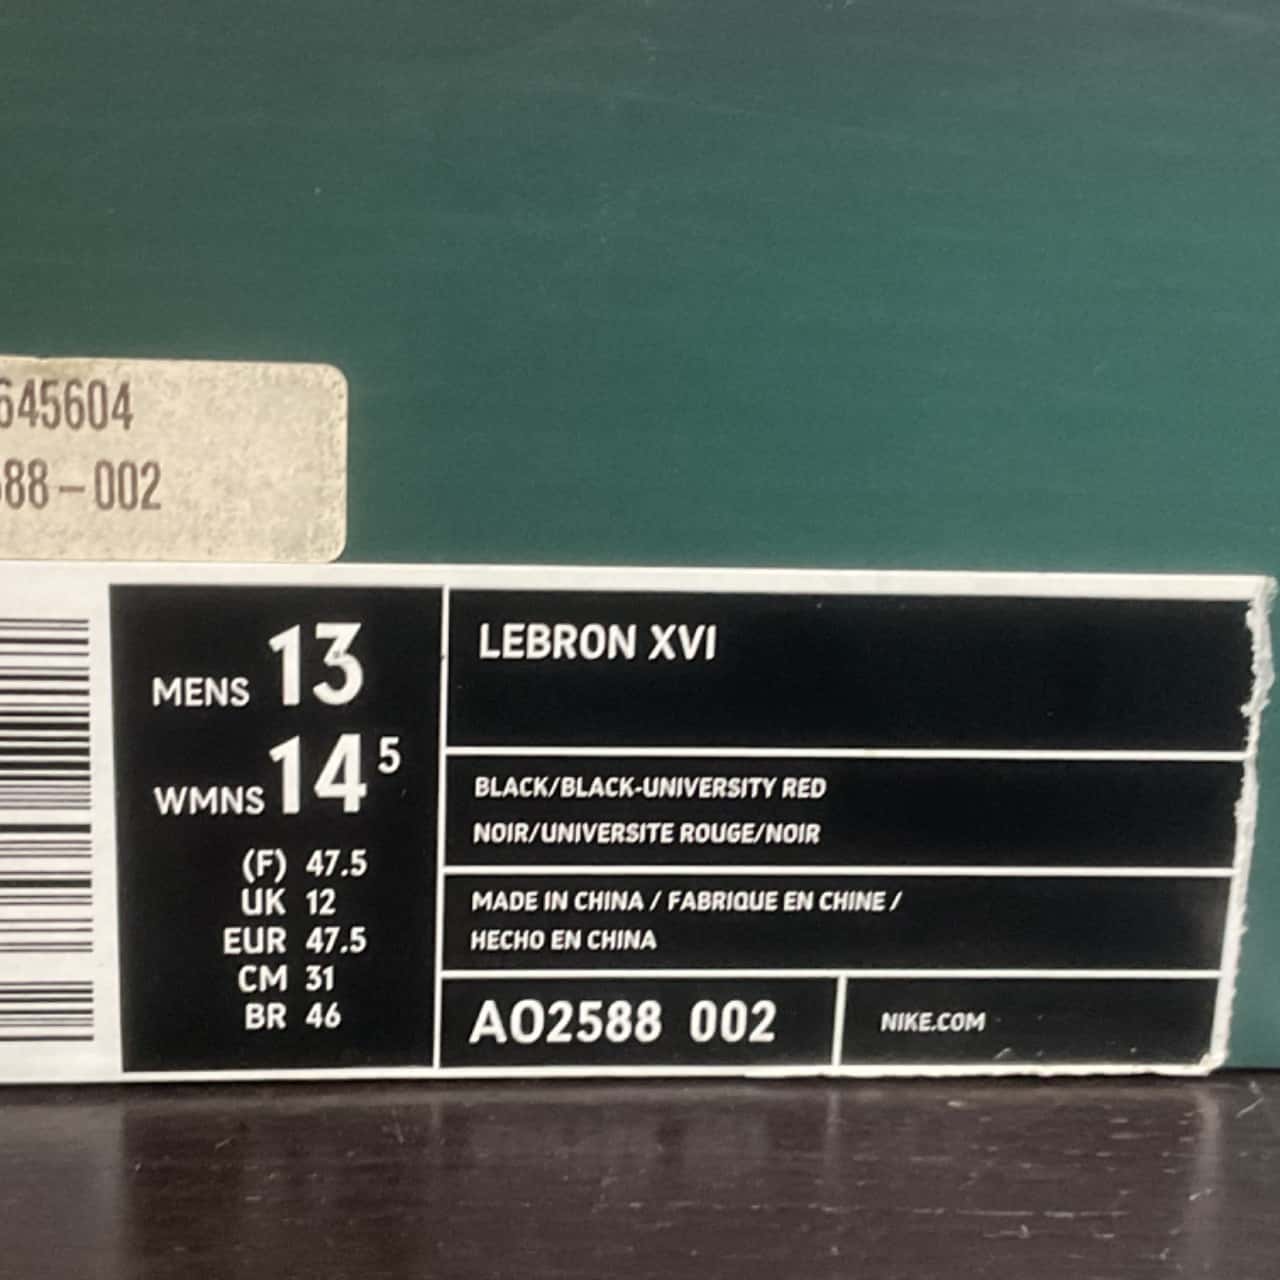 645604
588-002
MENS 13
WMNS 14 5
(F) 47.5
UK 12
EUR 47.5
CM 31
BR 46
LEBRON XVI
BLACK/BLACK-UNIVERSITY RED
NOIR/UNIVERSITE ROUGE/NOIR
MADE IN CHINA / FABRIQUE EN CHINE /
HECHO EN CHINA
AO2588 002
NIKE.COM